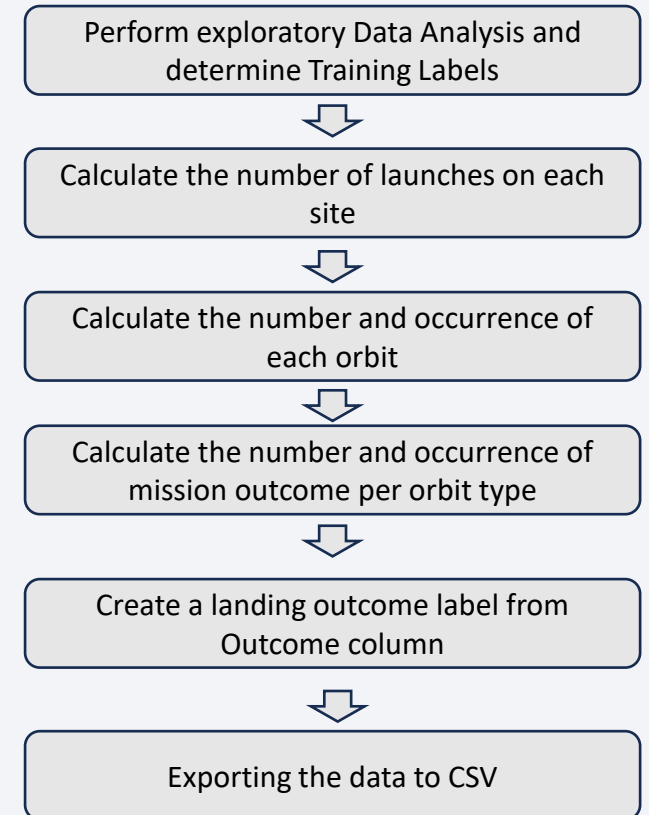 Perform exploratory Data Analysis and
determine Training Labels
Calculate the number of launches on each
site
Calculate the number and occurrence of
each orbit
Calculate the number and occurrence of
mission outcome per orbit type
Create a landing outcome label from
Outcome column
Exporting the data to CSV